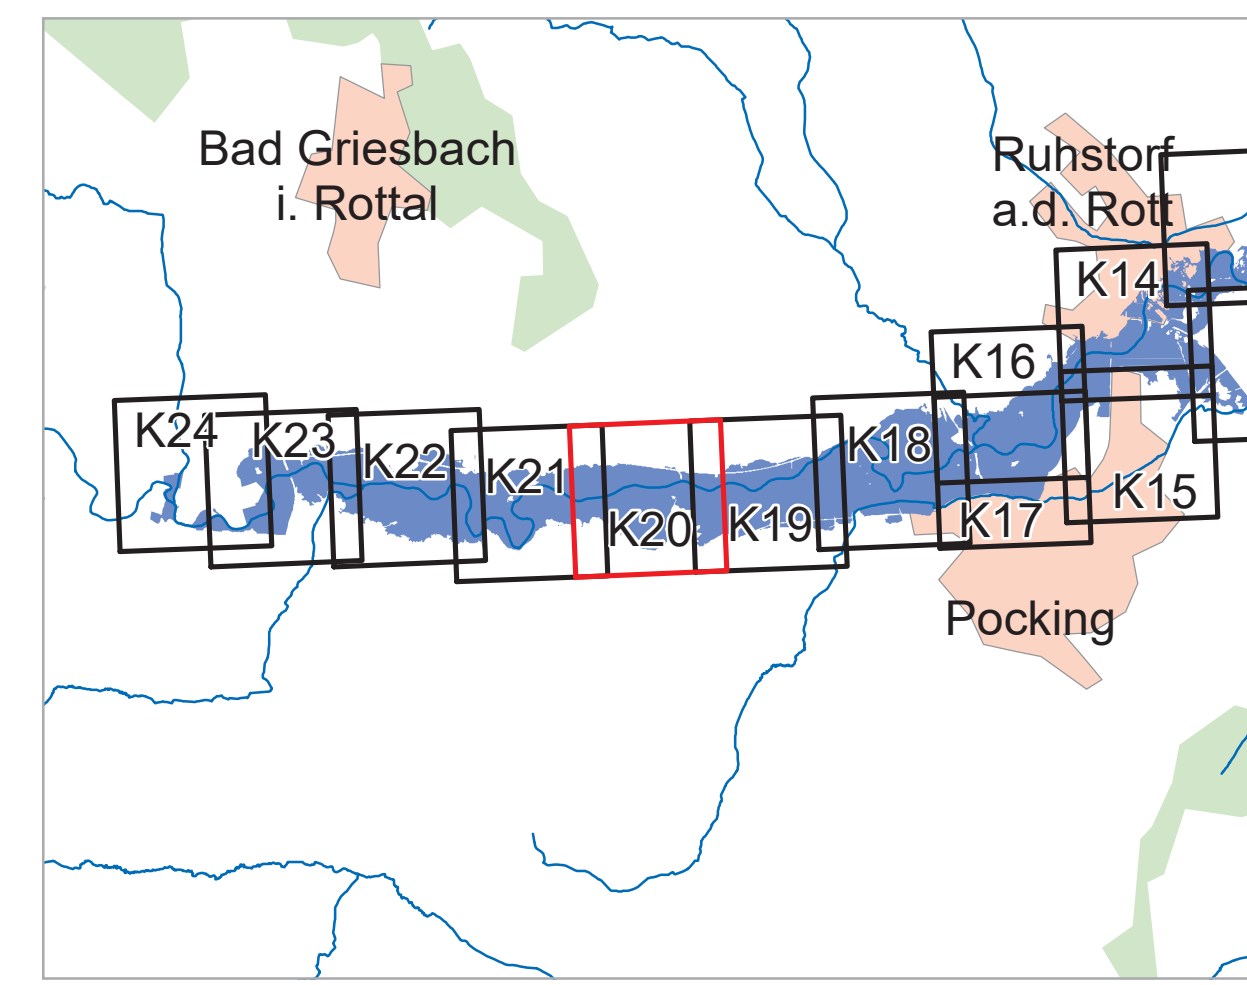 Bad Griesbach
i. Rottal
Ruhstorf
a.d. Rott
K14
K16
K24
K23
K22
K21
K20
K19
K18
K17
K15
Pocking